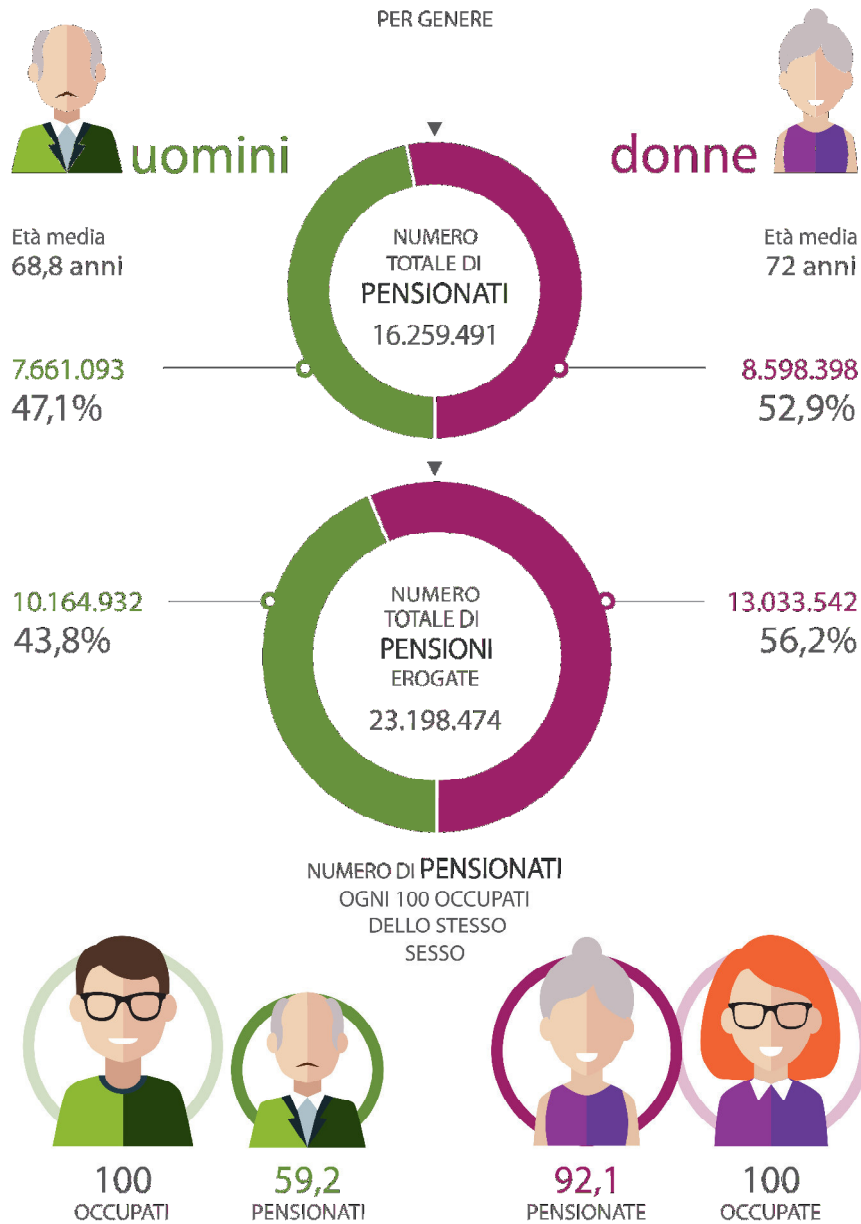 PER GENERE
uomini
donne
Età media
68,8 anni
Età media
72 anni
NUMERO
TOTALE DI
PENSIONATI
16.259.491
7.661.093
47,1%
8.598.398
52,9%
10.164.932
43,8%
NUMERO
TOTALE DI
PENSIONI
EROGATE
23.198.474
13.033.542
56,2%
NUMERO DI PENSIONATI
OGNI 100 OCCUPATI
DELLO STESSO
SESSO
100
OCCUPATI
59,2
PENSIONATI
92,1
PENSIONATE
100
OCCUPATE